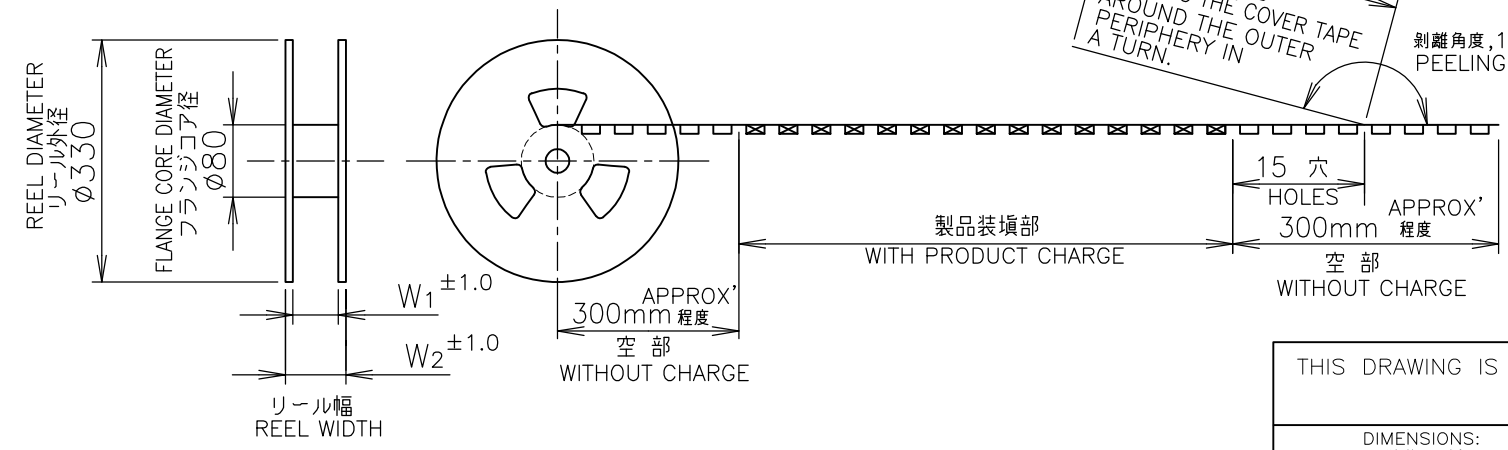 REEL DIAMETER
リール外径
φ330
FLANGE CORE DIAMETER
フランジコア径
φ80
W1 ±1.0
W2 ±1.0
リール幅
REEL WIDTH
APPROX'
300mm 程度
空 部
WITHOUT CHARGE
製品装塡部
WITH PRODUCT CHARGE
THE COVER TAPE
AROUND THE OUTER
PERIPHERY IN
A TURN.
剝離角度,1
PEELING
15 穴
HOLES
APPROX'
300mm 程度
空 部
WITHOUT CHARGE
THIS DRAWING IS
DIMENSIONS: